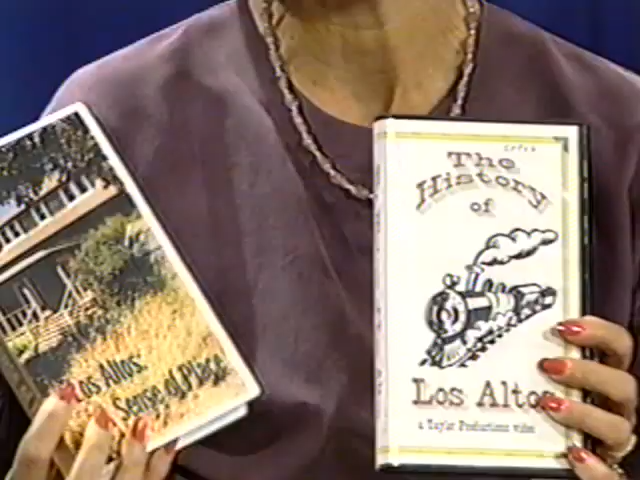 Los Altos:
Sense of Place
The
History
of
Los Altos
a Taylor Productions video